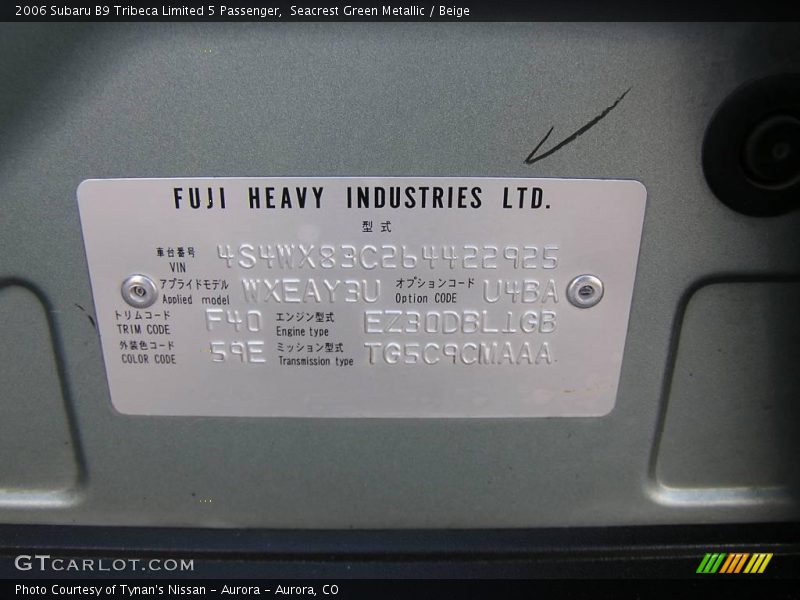 2006 Subaru B9 Tribeca Limited 5 Passenger,  Seacrest Green Metallic / Beige
FUJI HEAVY INDUSTRIES LTD.
型式
車台番号 VIN 4S4WX83C264422925
アプライドモデル Applied model WXEAY3U オプションコード Option CODE U4BA
トリムコード TRIM CODE F40 エンジン型式 Engine type EZ30DBL1GB
外装色コード COLOR CODE 59E ミッション型式 Transmission type TG5C9CMAAA
GTCARLOT.COM
Photo Courtesy of Tynan's Nissan - Aurora - Aurora, CO